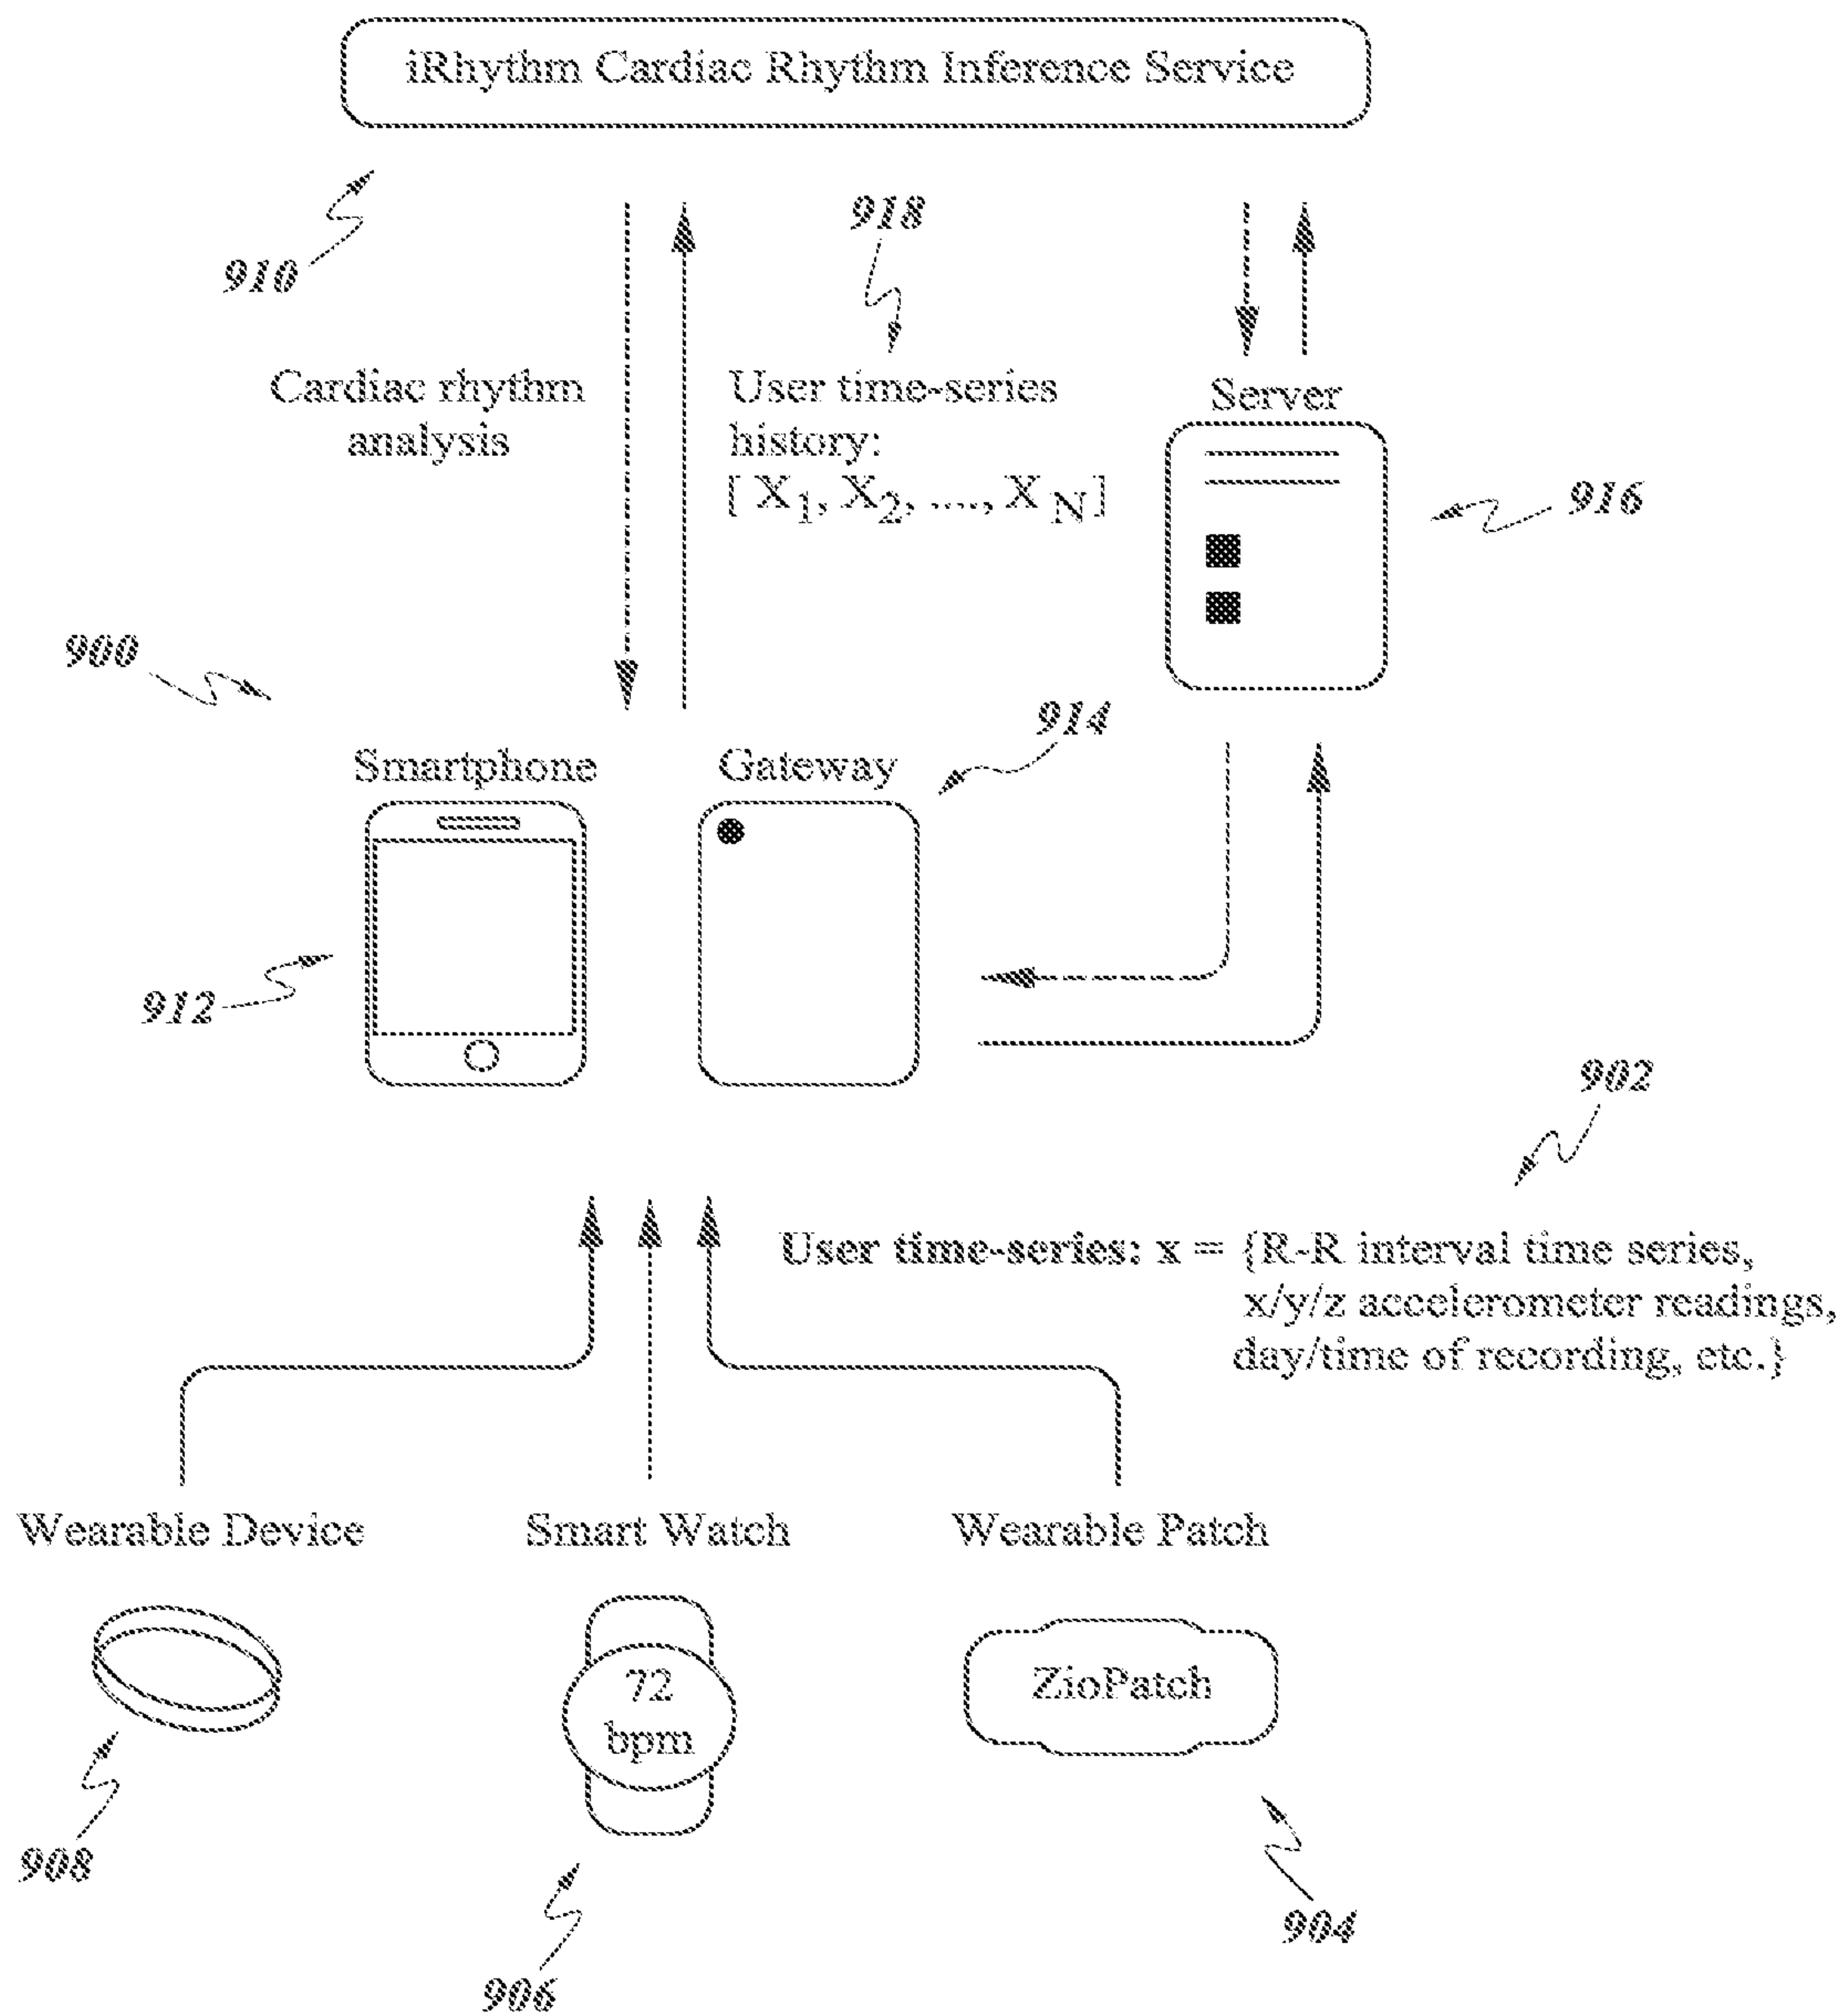 iRhythm Cardiac Rhythm Inference Service
910
918
Cardiac rhythm
analysis
User time-series
history:
[ X1, X2, ...., X N ]
Server
916
900
914
Smartphone
Gateway
912
902
User time-series: x = {R-R interval time series,
x/y/z accelerometer readings,
day/time of recording, etc.}
Wearable Device
Smart Watch
Wearable Patch
72
bpm
ZioPatch
908
906
904